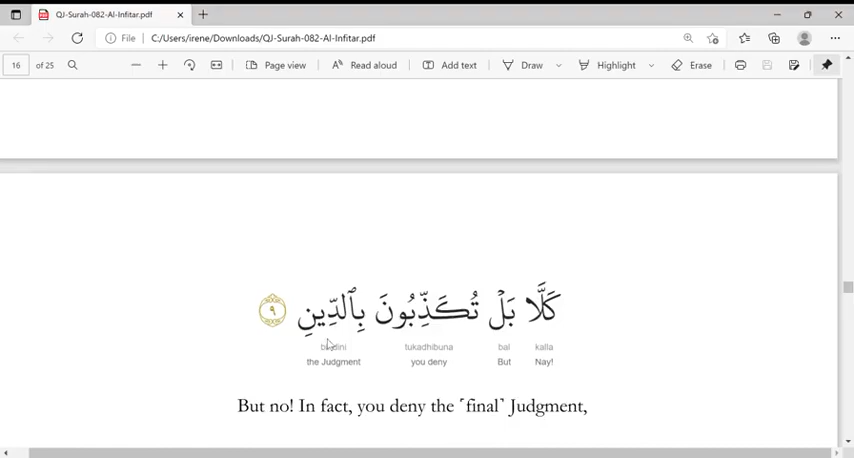 QJ-Surah-082-Al-Infitar.pdf
File C:/Users/irene/Downloads/QJ-Surah-082-Al-Infitar.pdf
16 of 25 Page view Read aloud Add text Draw Highlight Erase
كَلَّا بَلْ تُكَذِّبُونَ بِٱلدِّينِ ٩
kalla bal tukadhibuna
Nay! But you deny the Judgment
But no! In fact, you deny the ˹final˺ Judgment,